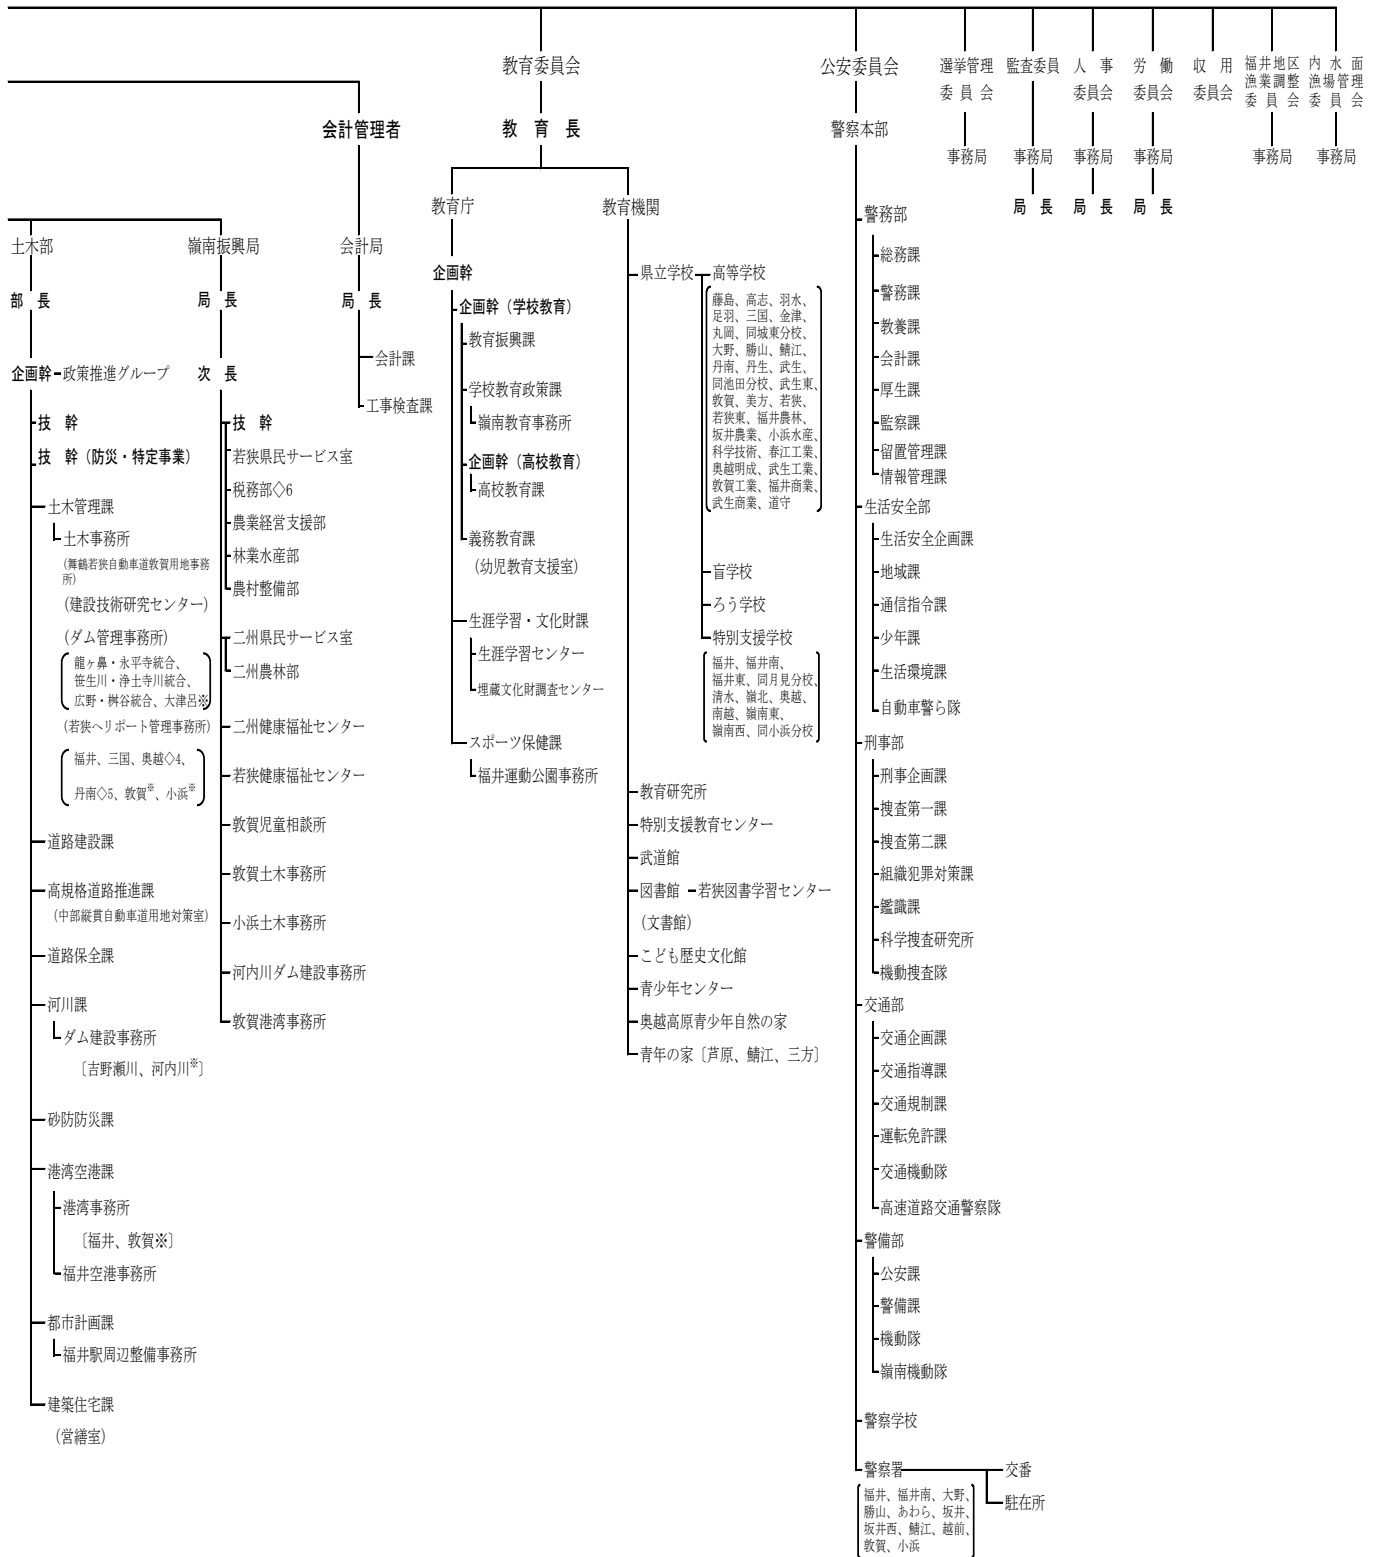 教育委員会
教 育 長
教育庁
企画幹
企画幹（学校教育）
教育振興課
学校教育政策課
嶺南教育事務所
企画幹（高校教育）
高校教育課
義務教育課
（幼児教育支援室）
生涯学習・文化財課
生涯学習センター
埋蔵文化財調査センター
スポーツ保健課
福井運動公園事務所
教育機関
県立学校
高等学校
藤島、高志、羽水、
足羽、三国、金津、
丸岡、同城東分校、
大野、勝山、鯖江、
丹南、丹生、武生、
同池田分校、武生東、
敦賀、美方、若狭、
若狭東、福井農林、
坂井農業、小浜水産、
科学技術、春江工業、
奥越明成、武生工業、
敦賀工業、福井商業、
武生商業、道守
盲学校
ろう学校
特別支援学校
福井、福井南、
福井東、同月見分校、
清水、嶺北、奥越、
南越、嶺南東、
嶺南西、同小浜分校
教育研究所
特別支援教育センター
武道館
図書館
若狭図書学習センター
（文書館）
こども歴史文化館
青少年センター
奥越高原青少年自然の家
青年の家〔芦原、鯖江、三方〕
会計管理者
会計局
局 長
会計課
工事検査課
土木部
部 長
企画幹
政策推進グループ
技 幹
技 幹（防災・特定事業）
土木管理課
土木事務所
（舞鶴若狭自動車道敦賀用地事務
所）
（建設技術研究センター）
（ダム管理事務所）
龍ヶ鼻・永平寺統合、
笹生川・浄土寺川統合、
広野・桝谷統合、大津呂※
（若狭ヘリポート管理事務所）
福井、三国、奥越◇4、
丹南◇5、敦賀※、小浜※
道路建設課
高規格道路推進課
（中部縦貫自動車道用地対策室）
道路保全課
河川課
ダム建設事務所
〔吉野瀬川、河内川※〕
砂防防災課
港湾空港課
港湾事務所
〔福井、敦賀※〕
福井空港事務所
都市計画課
福井駅周辺整備事務所
建築住宅課
（営繕室）
嶺南振興局
局 長
次 長
技 幹
若狭県民サービス室
税務部◇6
農業経営支援部
林業水産部
農村整備部
二州県民サービス室
二州農林部
二州健康福祉センター
若狭健康福祉センター
敦賀児童相談所
敦賀土木事務所
小浜土木事務所
河内川ダム建設事務所
敦賀港湾事務所
公安委員会
警察本部
警務部
総務課
警務課
教養課
会計課
厚生課
監察課
留置管理課
情報管理課
生活安全部
生活安全企画課
地域課
通信指令課
少年課
生活環境課
自動車警ら隊
刑事部
刑事企画課
捜査第一課
捜査第二課
組織犯罪対策課
鑑識課
科学捜査研究所
機動捜査隊
交通部
交通企画課
交通指導課
交通規制課
運転免許課
交通機動隊
高速道路交通警察隊
警備部
公安課
警備課
機動隊
嶺南機動隊
警察学校
警察署
福井、福井南、大野、
勝山、あわら、坂井、
坂井西、鯖江、越前、
敦賀、小浜
交番
駐在所
選挙管理
委 員 会
事務局
監査委員
事務局
局 長
人 事
委員会
事務局
局 長
労 働
委員会
事務局
局 長
収 用
委員会
福井地区
漁業調整
委 員 会
事務局
内 水 面
漁場管理
委 員 会
事務局